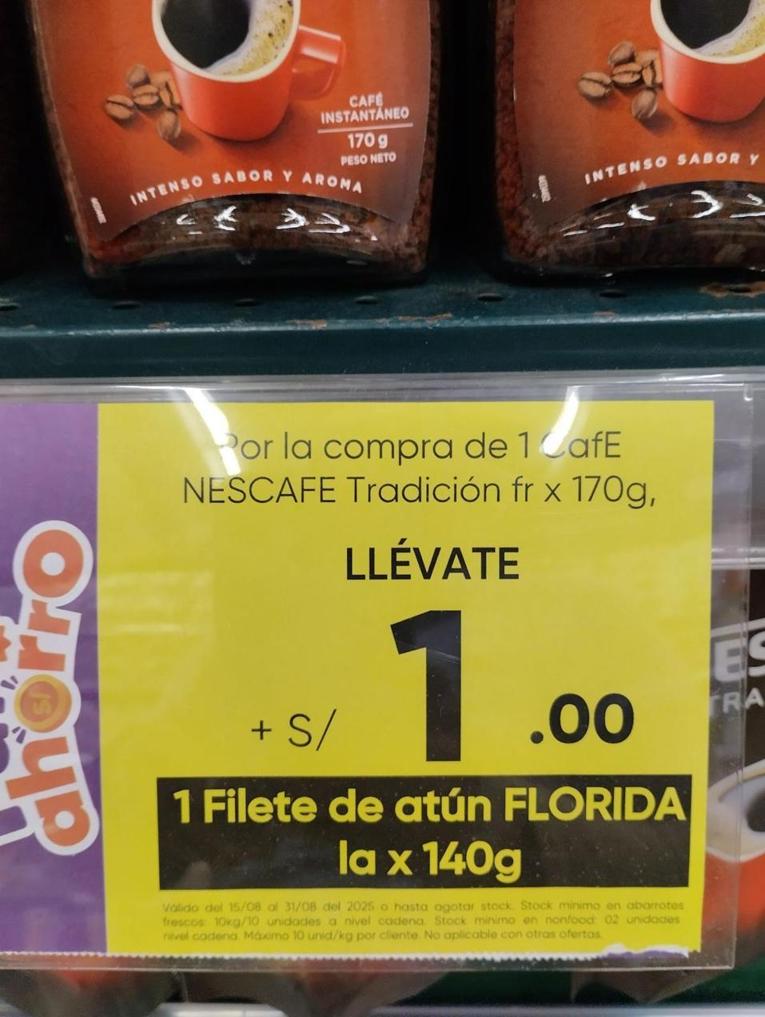 CAFÉ
INSTANTÁNEO
170 g
PESO NETO
INTENSO SABOR Y AROMA
INTENSO SABOR Y
Por la compra de 1 CafE
NESCAFE Tradición fr x 170g,
LLÉVATE
+ S/ 1.00
1 Filete de atún FLORIDA
la x 140g
Válido del 15/08 al 31/08 del 2025 o hasta agotar stock. Stock mínimo en abarrotes
frescos: 10kg/10 unidades a nivel cadena. Stock mínimo en nonfood: 02 unidades
nivel cadena. Máximo 10 unid/kg por cliente. No aplicable con otras ofertas.
ahorro
S/
ES
TRA